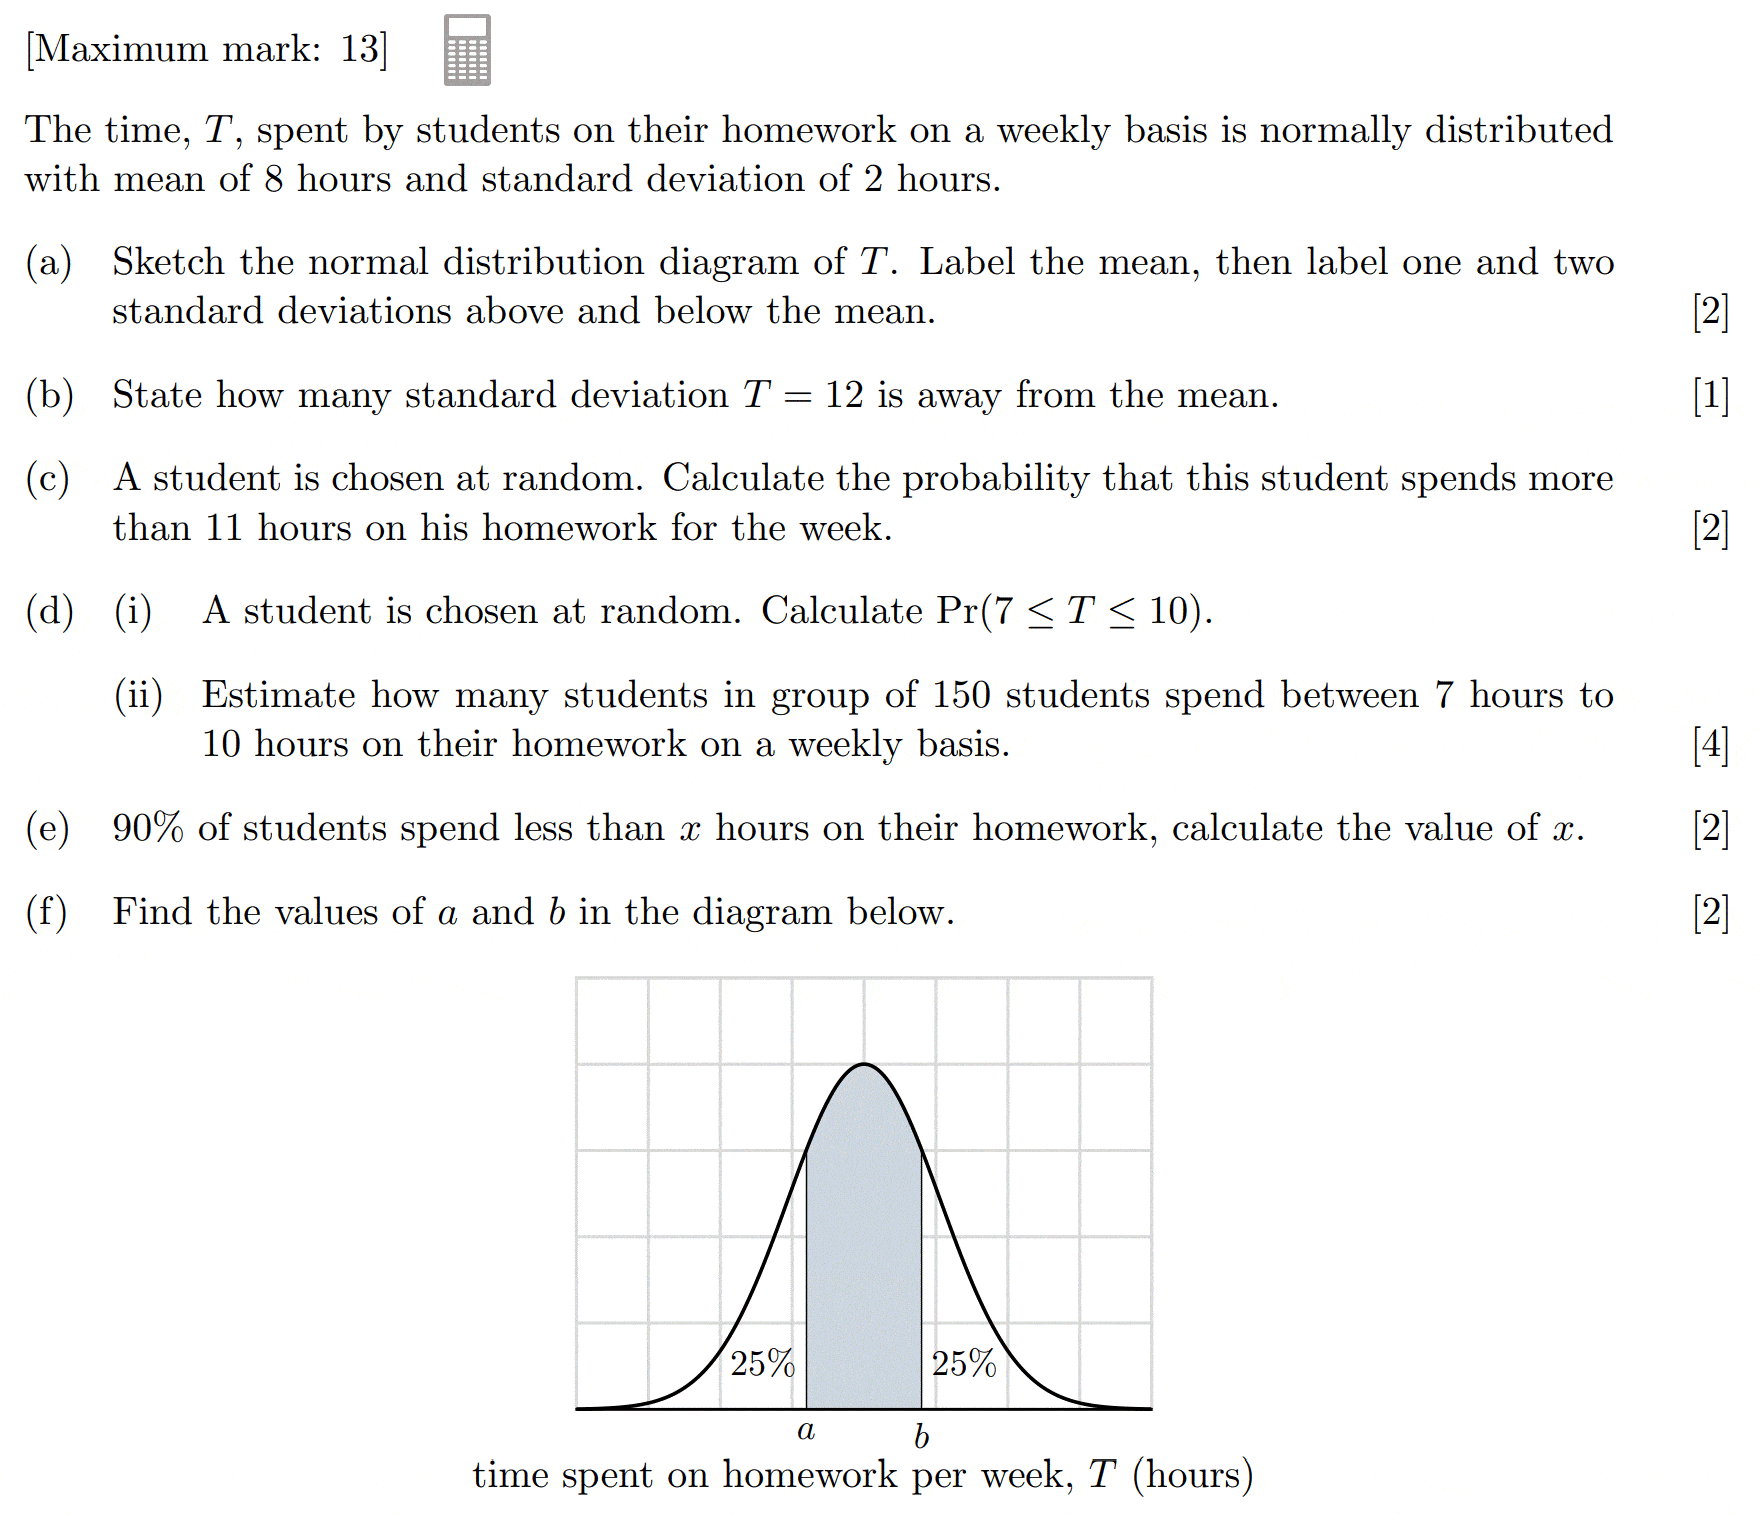 [Maximum mark: 13]
The time, T, spent by students on their homework on a weekly basis is normally distributed
with mean of 8 hours and standard deviation of 2 hours.
(a) Sketch the normal distribution diagram of T. Label the mean, then label one and two
standard deviations above and below the mean. [2]
(b) State how many standard deviation T = 12 is away from the mean. [1]
(c) A student is chosen at random. Calculate the probability that this student spends more
than 11 hours on his homework for the week. [2]
(d) (i) A student is chosen at random. Calculate Pr(7 ≤ T ≤ 10).
(ii) Estimate how many students in group of 150 students spend between 7 hours to
10 hours on their homework on a weekly basis. [4]
(e) 90% of students spend less than x hours on their homework, calculate the value of x. [2]
(f) Find the values of a and b in the diagram below. [2]
25% 25%
a b
time spent on homework per week, T (hours)